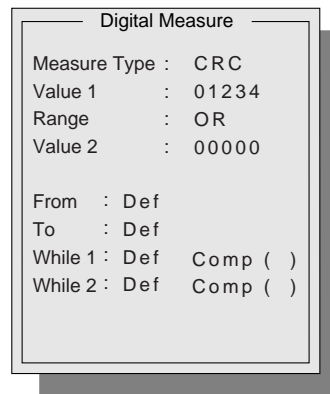 Digital Measure
Measure Type : CRC
Value 1 : 01234
Range : OR
Value 2 : 00000
From : Def
To : Def
While 1 : Def Comp ( )
While 2 : Def Comp ( )